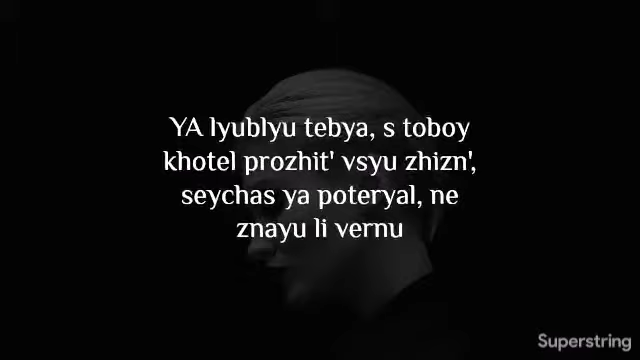 YA lyublyu tebya, s toboy
khotel prozhit' vsyu zhizn',
seychas ya poteryal, ne
znayu li vernu
Superstring